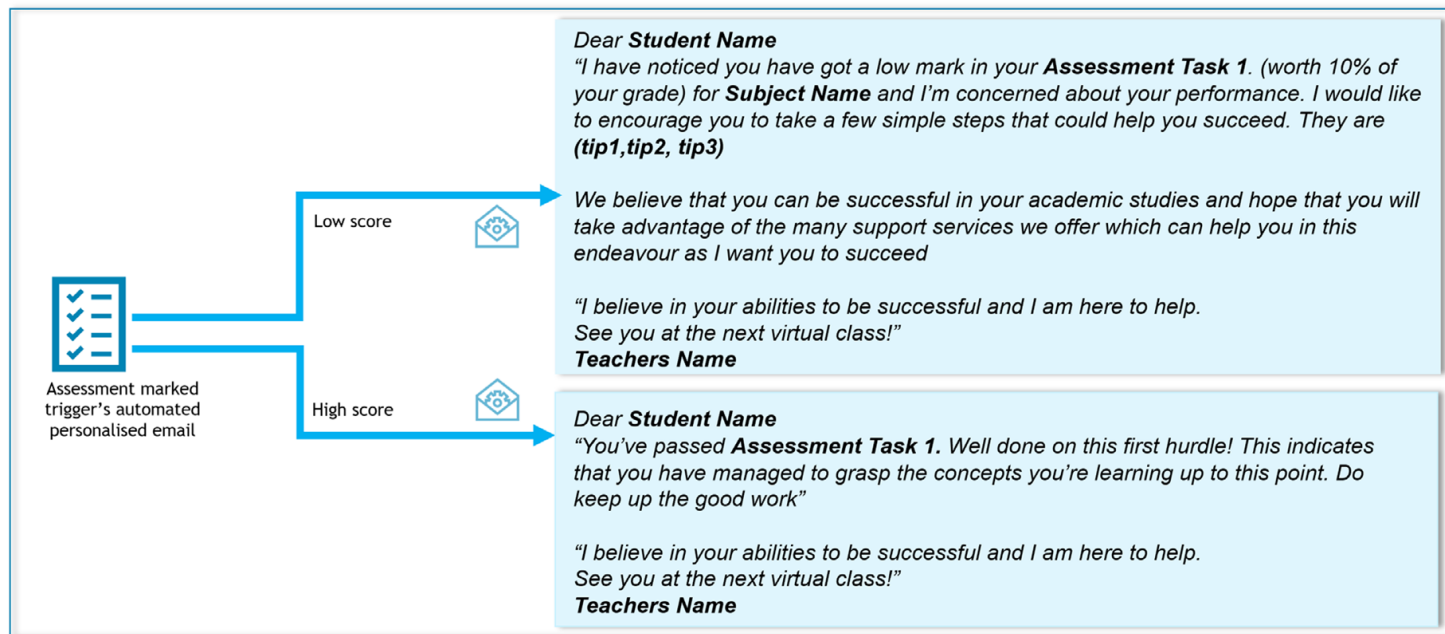 Dear Student Name
“I have noticed you have got a low mark in your Assessment Task 1. (worth 10% of
your grade) for Subject Name and I’m concerned about your performance. I would like
to encourage you to take a few simple steps that could help you succeed. They are
(tip1,tip2, tip3)
We believe that you can be successful in your academic studies and hope that you will
take advantage of the many support services we offer which can help you in this
endeavour as I want you to succeed
“I believe in your abilities to be successful and I am here to help.
See you at the next virtual class!”
Teachers Name
Low score
Assessment marked
trigger’s automated
personalised email
High score
Dear Student Name
“You’ve passed Assessment Task 1. Well done on this first hurdle! This indicates
that you have managed to grasp the concepts you’re learning up to this point. Do
keep up the good work”
“I believe in your abilities to be successful and I am here to help.
See you at the next virtual class!”
Teachers Name